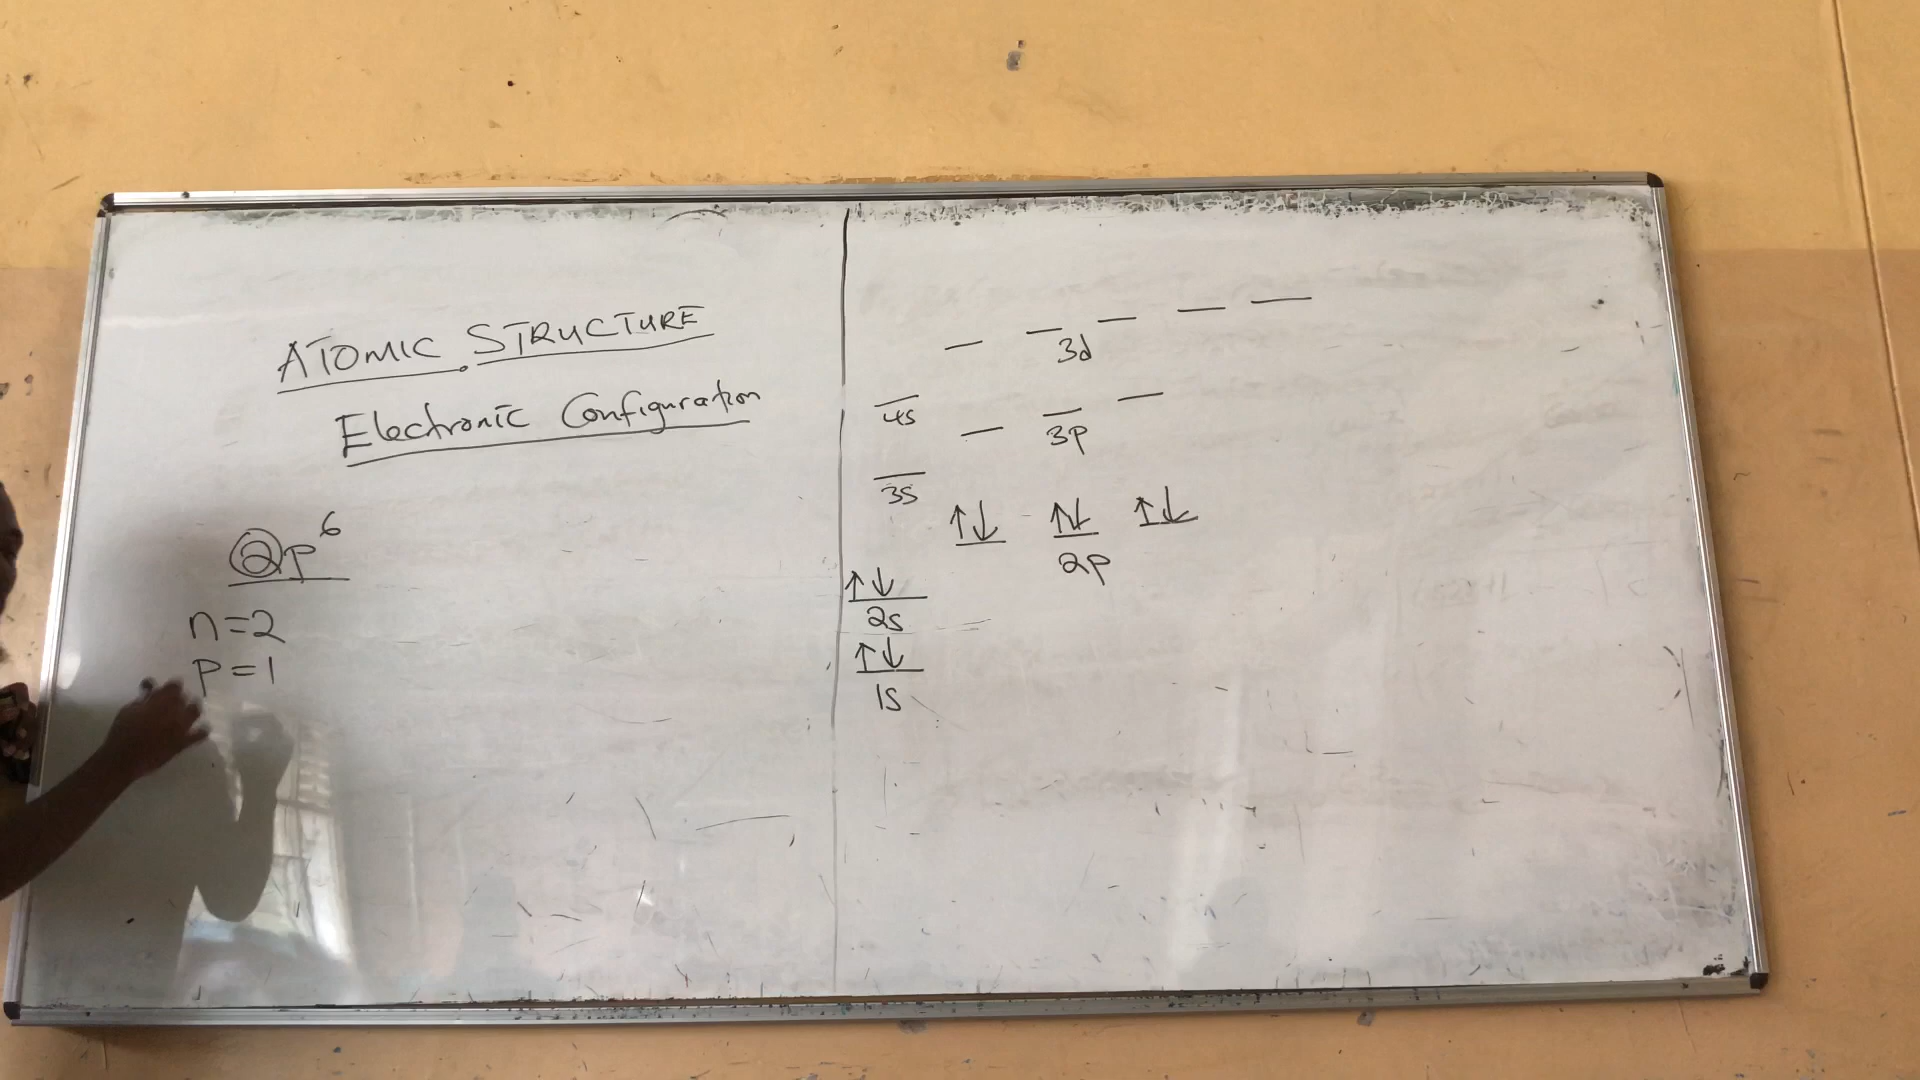 ATOMIC STRUCTURE
Electronic Configuration
2p⁶
n=2
p=1
3d
4s
3p
3s
↑↓ ↑↓ ↑↓
2p
↑↓
2s
↑↓
1s